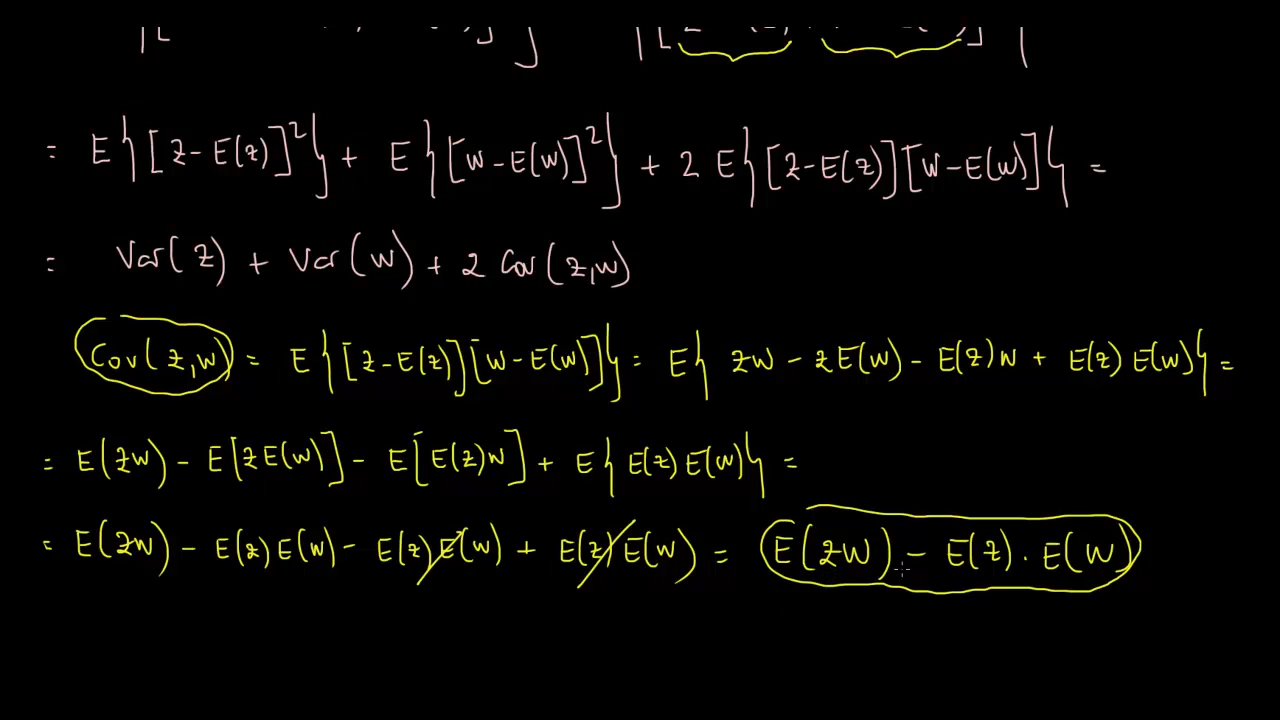 = E{[Z-E(Z)]²} + E{[W-E(W)]²} + 2 E{[Z-E(Z)][W-E(W)]} =
= Var(Z) + Var(W) + 2 Cov(Z,W)
Cov(Z,W) = E{[Z-E(Z)][W-E(W)]} = E{ ZW - ZE(W) - E(Z)W + E(Z) E(W)} =
= E(ZW) - E[ZE(W)] - E[E(Z)W] + E{ E(Z) E(W)} =
= E(ZW) - E(Z) E(W) - E(Z) E(W) + E(Z) E(W) = E(ZW) - E(Z) · E(W)